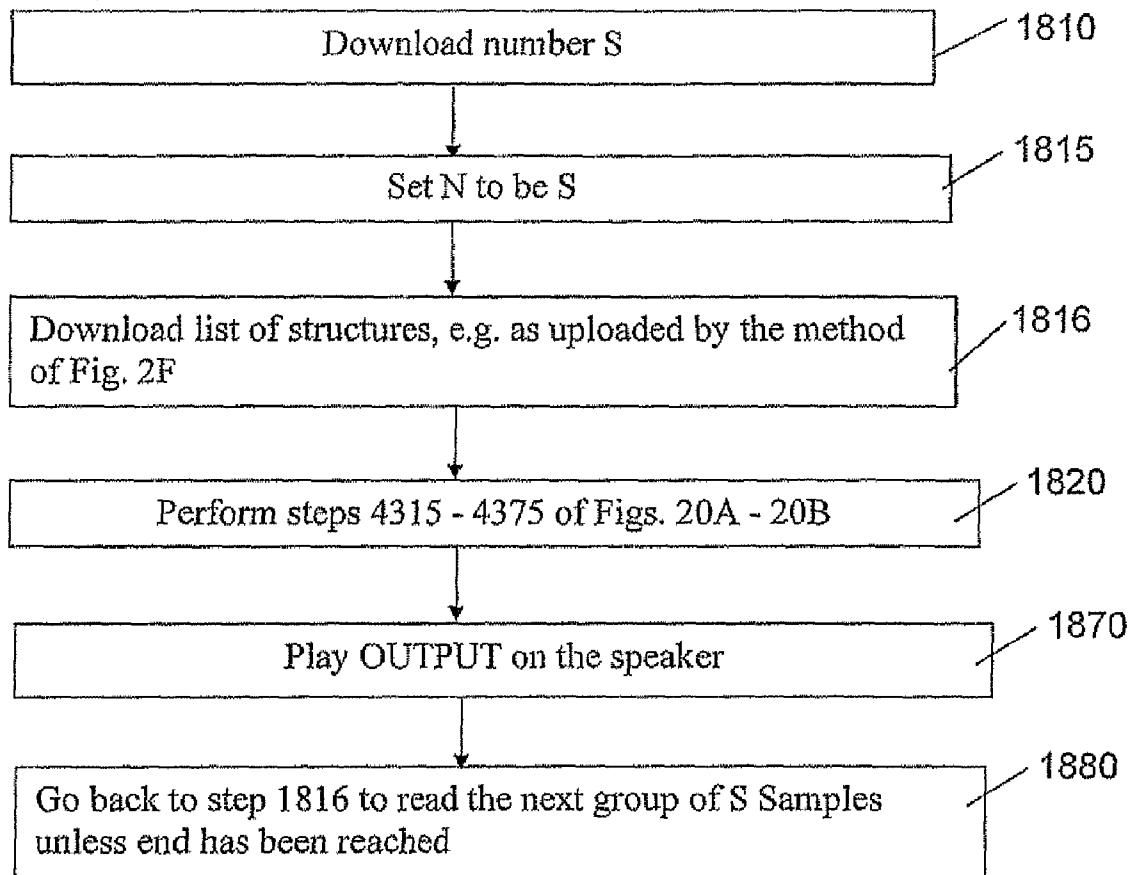 Download number S
1810
Set N to be S
1815
Download list of structures, e.g. as uploaded by the method
of Fig. 2F
1816
Perform steps 4315 - 4375 of Figs. 20A - 20B
1820
Play OUTPUT on the speaker
1870
Go back to step 1816 to read the next group of S Samples
unless end has been reached
1880